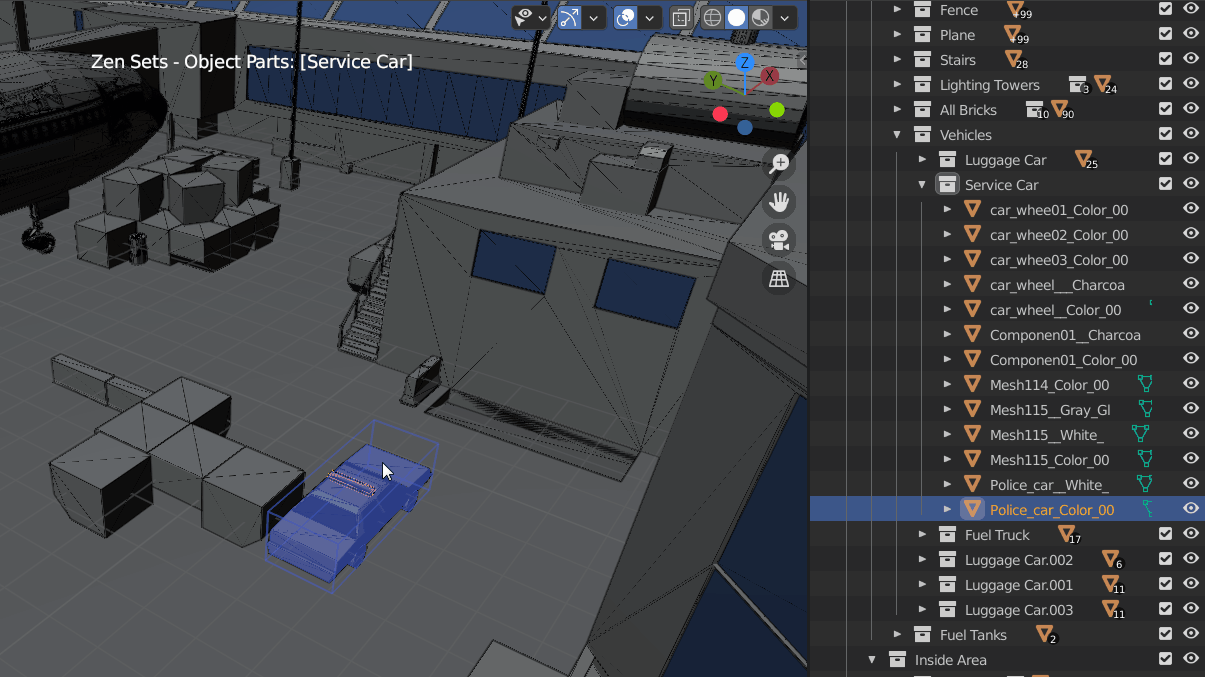 Zen Sets - Object Parts: [Service Car]
Z
Y
X
Fence +99
Plane +99
Stairs 28
Lighting Towers 3 24
All Bricks 10 90
Vehicles
Luggage Car 25
Service Car
car_whee01_Color_00
car_whee02_Color_00
car_whee03_Color_00
car_wheel___Charcoa
car_wheel__Color_00
Componen01__Charcoa
Componen01_Color_00
Mesh114_Color_00
Mesh115__Gray_Gl
Mesh115__White_
Mesh115_Color_00
Police_car__White_
Police_car_Color_00
Fuel Truck 17
Luggage Car.002 6
Luggage Car.001 11
Luggage Car.003 11
Fuel Tanks 2
Inside Area